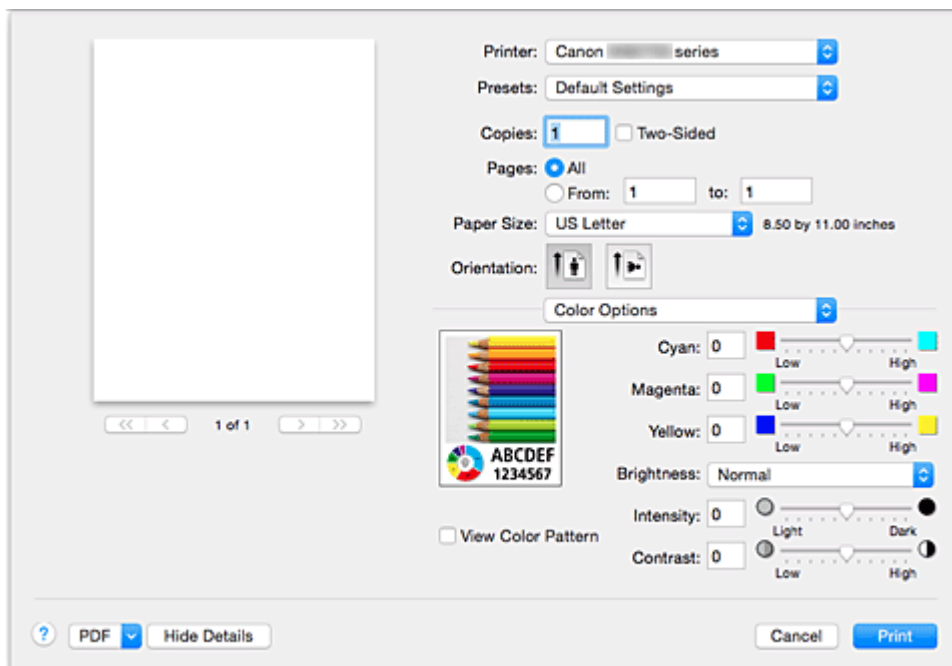 Printer: Canon series
Presets: Default Settings
Copies: 1 Two-Sided
Pages: All
From: 1 to: 1
Paper Size: US Letter 8.50 by 11.00 inches
Orientation:
Color Options
Cyan: 0
Low High
Magenta: 0
Low High
Yellow: 0
Low High
ABCDEF
1234567
Brightness: Normal
Intensity: 0
Light Dark
View Color Pattern
Contrast: 0
Low High
1 of 1
? PDF Hide Details Cancel Print